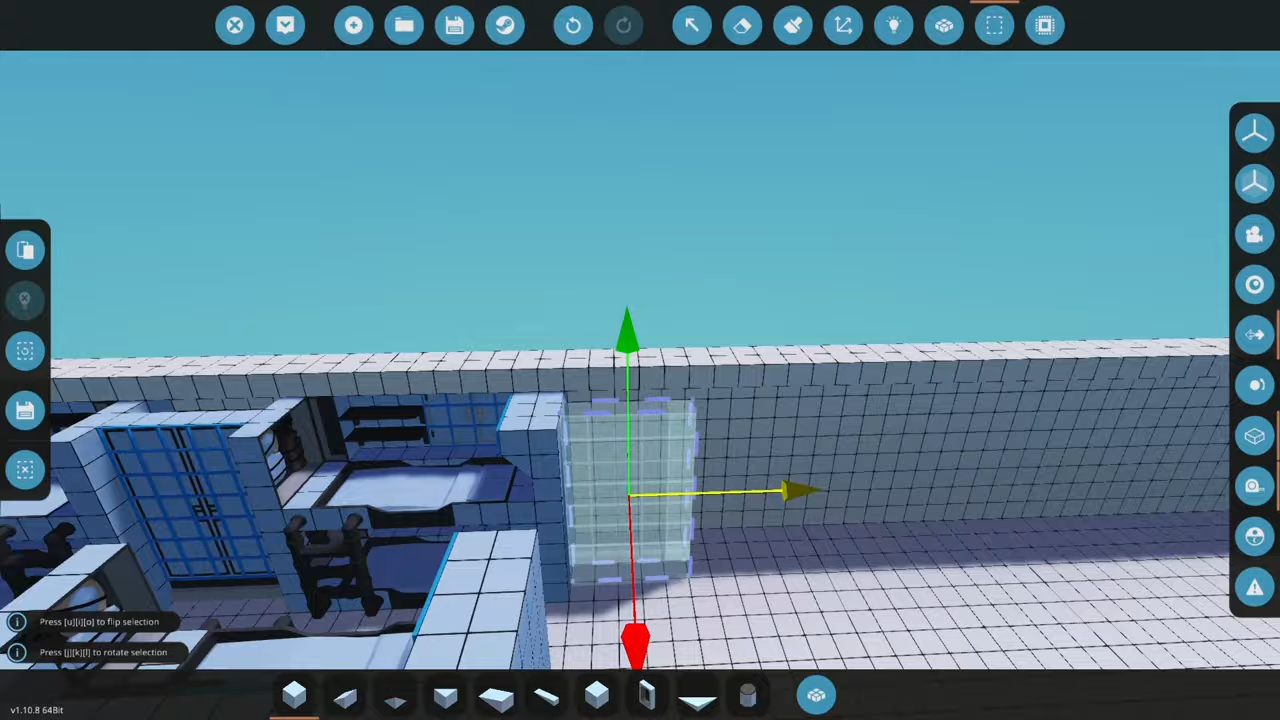 Press [u][i][o] to flip selection
Press [j][k][l] to rotate selection
v1.10.8 64Bit